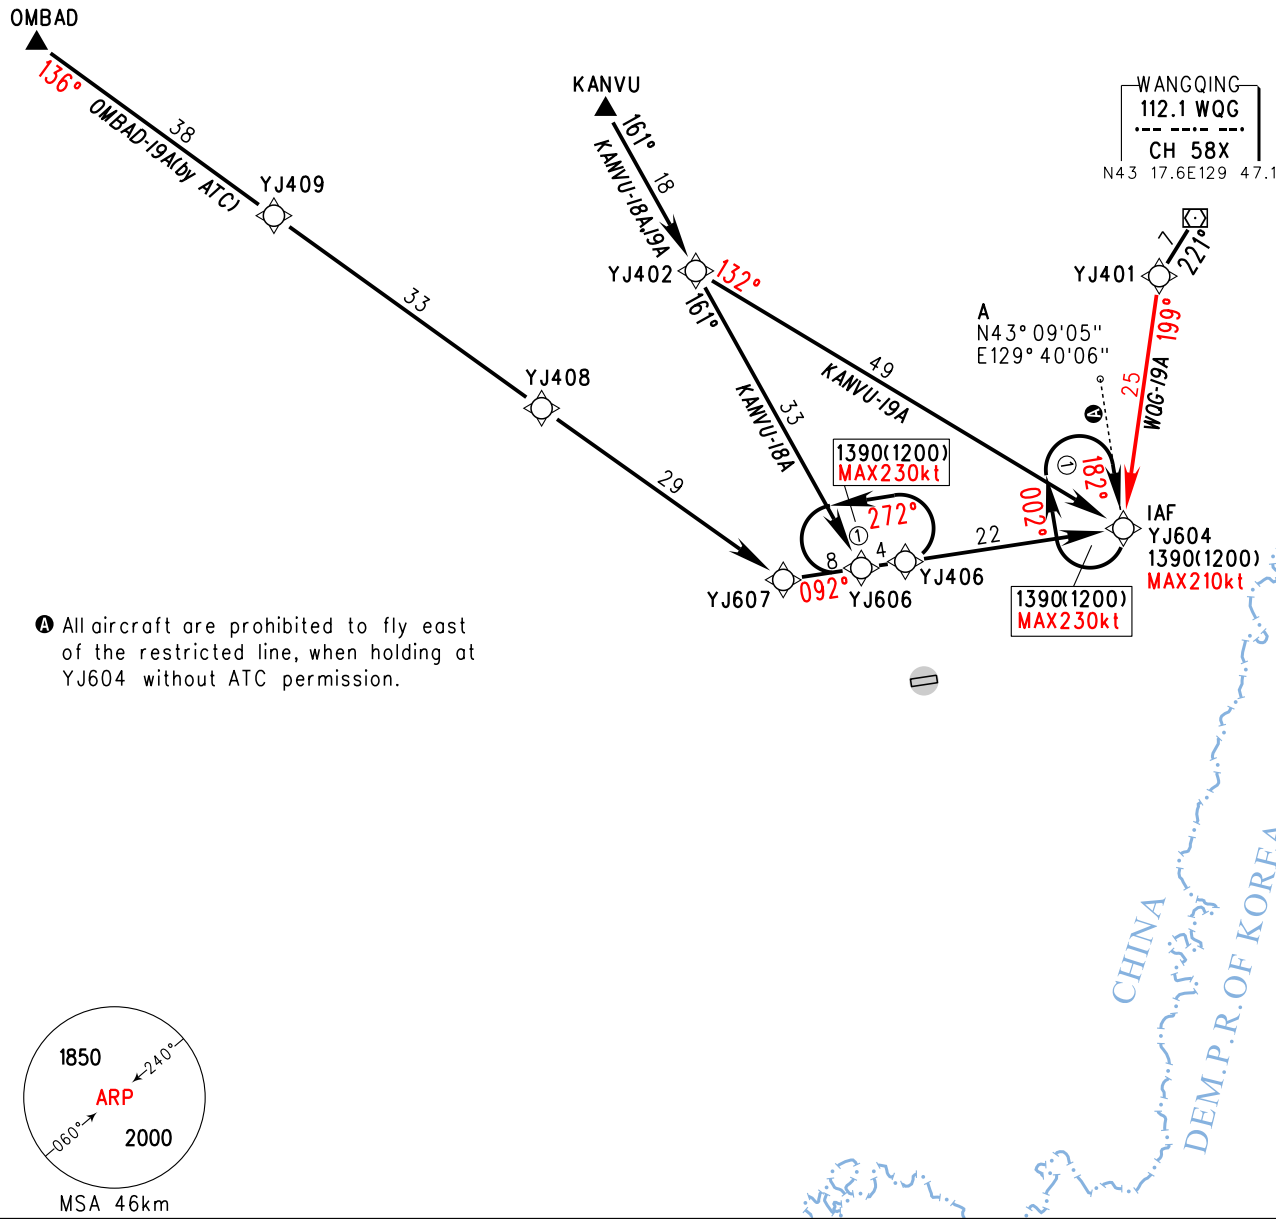 OMBAD
136°
OMBAD-19A(by ATC)
38
YJ409
33
YJ408
29
KANVU
161°
KANVU-18A,19A
18
YJ402
132°
161°
49
KANVU-19A
33
KANVU-18A
WANGQING
112.1 WQG
CH 58X
N43 17.6E129 47.1
7
221°
YJ401
199°
25
WQG-19A
A
N43°09'05"
E129°40'06"
A
1390(1200)
MAX230kt
1
272°
8
4
092°
YJ607
YJ606
YJ406
22
1
182°
002°
IAF
YJ604
1390(1200)
MAX210kt
1390(1200)
MAX230kt
A All aircraft are prohibited to fly east
of the restricted line, when holding at
YJ604 without ATC permission.
CHINA
DEM.P.R.OF KOREA
1850
240°
ARP
060°
2000
MSA 46km